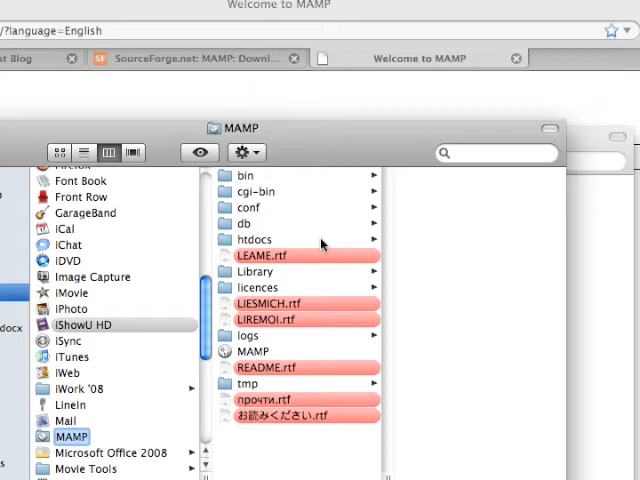 Welcome to MAMP
/?language=English
at Blog
SourceForge.net: MAMP: Downl...
Welcome to MAMP
MAMP
Font Book
Front Row
GarageBand
iCal
iChat
iDVD
Image Capture
iMovie
iPhoto
iShowU HD
iSync
iTunes
iWeb
iWork '08
LineIn
Mail
MAMP
Microsoft Office 2008
Movie Tools
bin
cgi-bin
conf
db
htdocs
LEAME.rtf
Library
licences
LIESMICH.rtf
LIREMOI.rtf
logs
MAMP
README.rtf
tmp
прочти.rtf
お読みください.rtf
docx